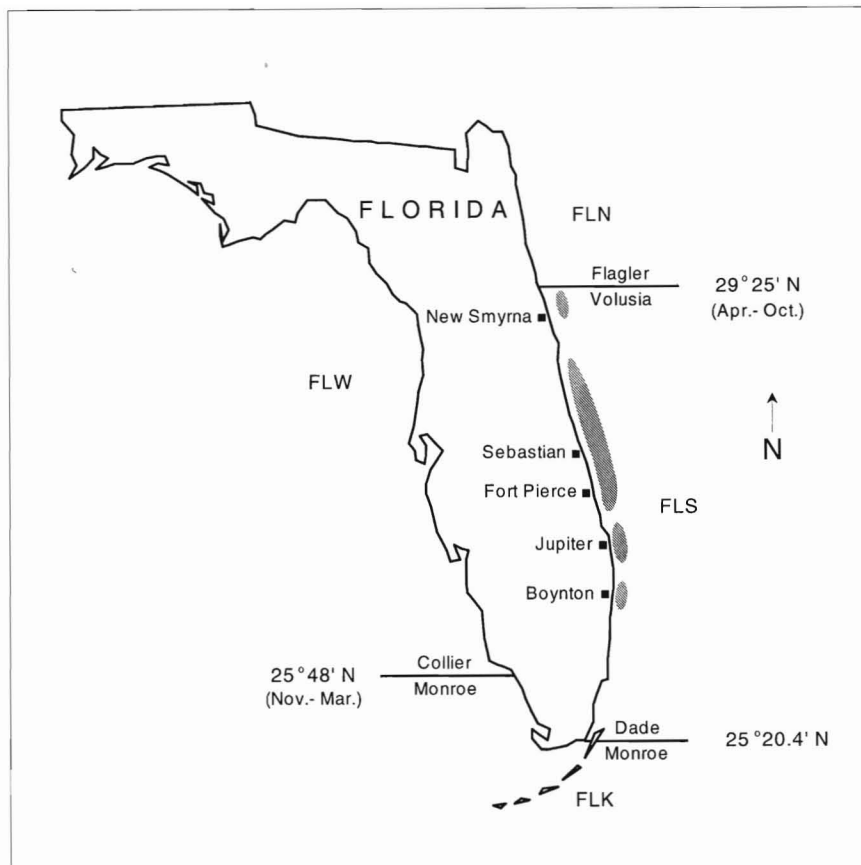 FLORIDA
FLN
Flagler
Volusia
29°25' N
(Apr.- Oct.)
New Smyrna
FLW
N
Sebastian
Fort Pierce
FLS
Jupiter
Boynton
Collier
Monroe
25°48' N
(Nov.- Mar.)
Dade
Monroe
25°20.4' N
FLK